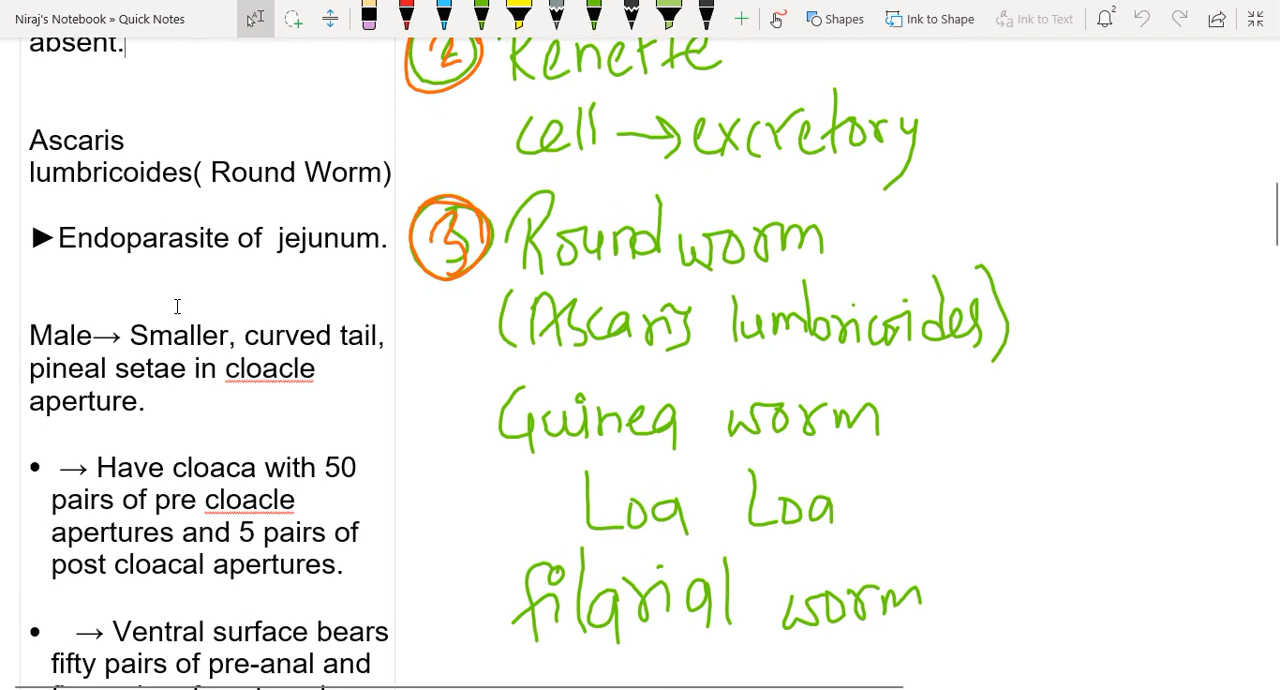 Niraj's Notebook » Quick Notes
Shapes
Ink to Shape
Ink to Text
2
absent.
Ascaris
lumbricoides( Round Worm)
►Endoparasite of jejunum.
Male→ Smaller, curved tail,
pineal setae in cloacle
aperture.
• → Have cloaca with 50
pairs of pre cloacle
apertures and 5 pairs of
post cloacal apertures.
• → Ventral surface bears
fifty pairs of pre-anal and
2 Renette
cell → excretory
3 Round worm
(Ascaris lumbricoides)
Guinea worm
Loa Loa
filarial worm